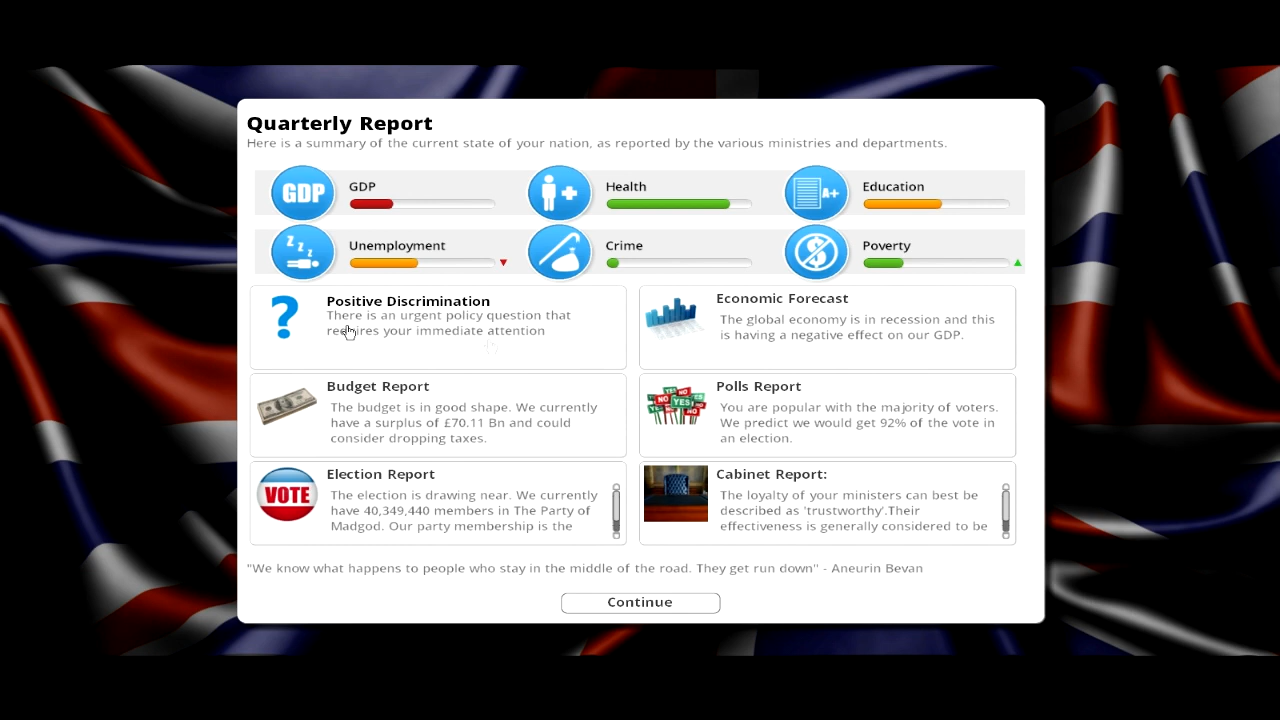 Quarterly Report
Here is a summary of the current state of your nation, as reported by the various ministries and departments.
GDP
GDP
Health
A+
Education
Z Z Z
Unemployment
Crime
$
Poverty
?
Positive Discrimination
There is an urgent policy question that
requires your immediate attention
Economic Forecast
The global economy is in recession and this
is having a negative effect on our GDP.
Budget Report
The budget is in good shape. We currently
have a surplus of £70.11 Bn and could
consider dropping taxes.
YES NO
NO YES NO
Polls Report
You are popular with the majority of voters.
We predict we would get 92% of the vote in
an election.
VOTE
Election Report
The election is drawing near. We currently
have 40,349,440 members in The Party of
Madgod. Our party membership is the
Cabinet Report:
The loyalty of your ministers can best be
described as 'trustworthy'.Their
effectiveness is generally considered to be
"We know what happens to people who stay in the middle of the road. They get run down" - Aneurin Bevan
Continue